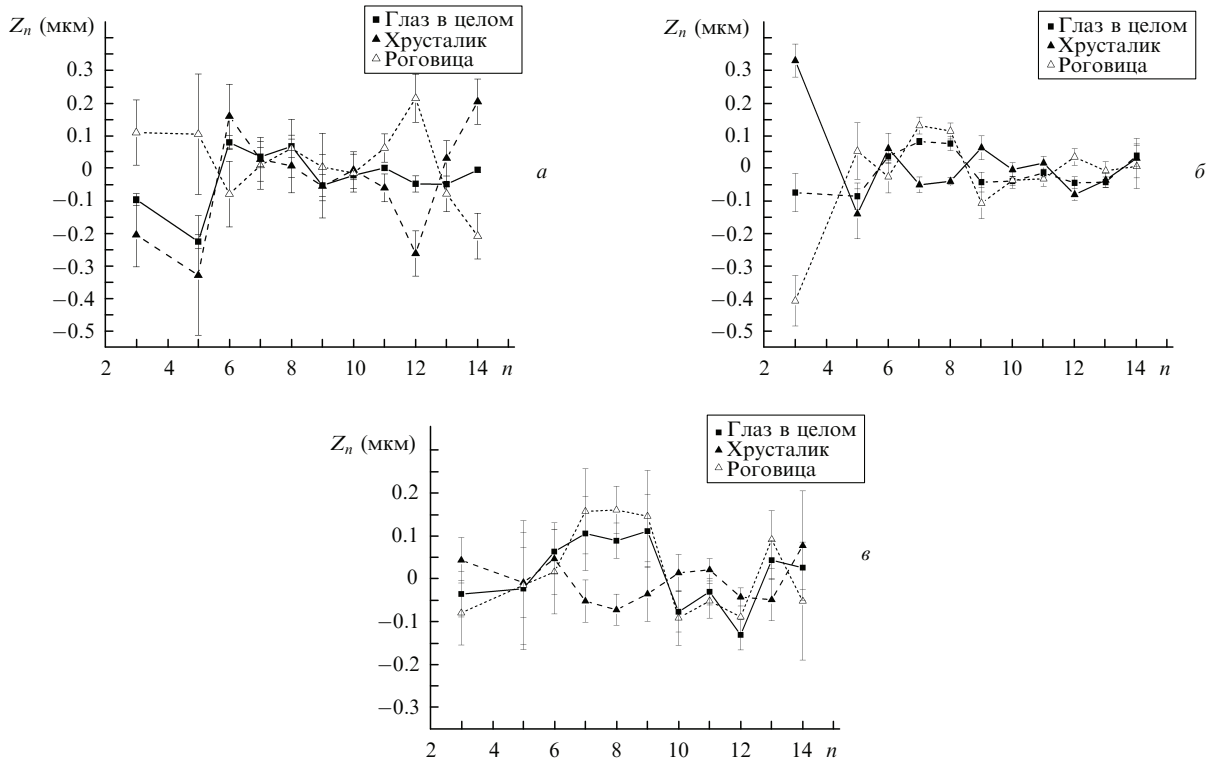 Z_n (мкм)
Глаз в целом
Хрусталик
Роговица
0.3
0.2
0.1
0
−0.1
−0.2
−0.3
−0.4
−0.5
2 4 6 8 10 12 14 n
а
Z_n (мкм)
Глаз в целом
Хрусталик
Роговица
0.3
0.2
0.1
0
−0.1
−0.2
−0.3
−0.4
−0.5
2 4 6 8 10 12 14 n
б
Z_n (мкм)
Глаз в целом
Хрусталик
Роговица
0.2
0.1
0
−0.1
−0.2
−0.3
2 4 6 8 10 12 14 n
в